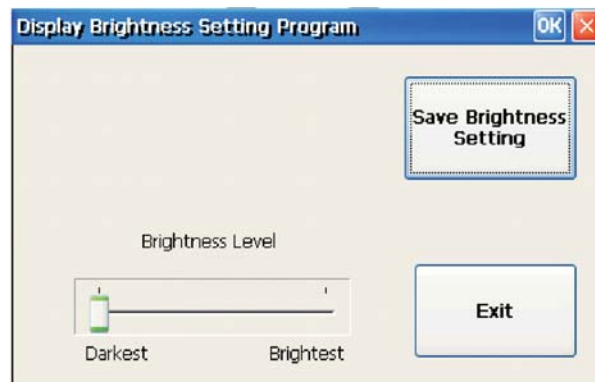 Display Brightness Setting Program OK
Save Brightness
Setting
Brightness Level
Darkest Brightest
Exit